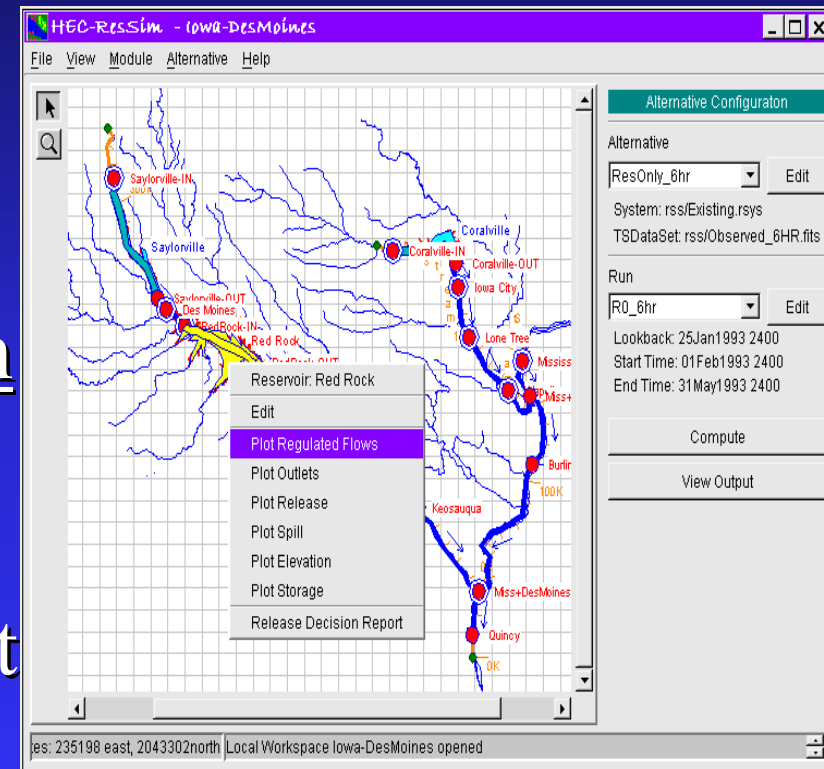 HEC-ResSim - Iowa-DesMoines
File View Module Alternative Help
Alternative Configuraton
Alternative
ResOnly_6hr
Edit
System: rss/Existing.rsys
TSDataSet: rss/Observed_6HR.fits
Run
R0_6hr
Edit
Lookback: 25Jan1993 2400
Start Time: 01Feb1993 2400
End Time: 31May1993 2400
Compute
View Output
Saylorville-IN
Saylorville
Saylorville-OUT
Des Moines
RedRock-IN
Red Rock
Coralville
Coralville-IN
Coralville-OUT
Iowa City
Lone Tree
Mississ
Miss+
Burlin
100K
Keosauqua
Miss+DesMoines
Quincy
0K
Reservoir: Red Rock
Edit
Plot Regulated Flows
Plot Outlets
Plot Release
Plot Spill
Plot Elevation
Plot Storage
Release Decision Report
tes: 235198 east, 2043302north
Local Workspace Iowa-DesMoines opened